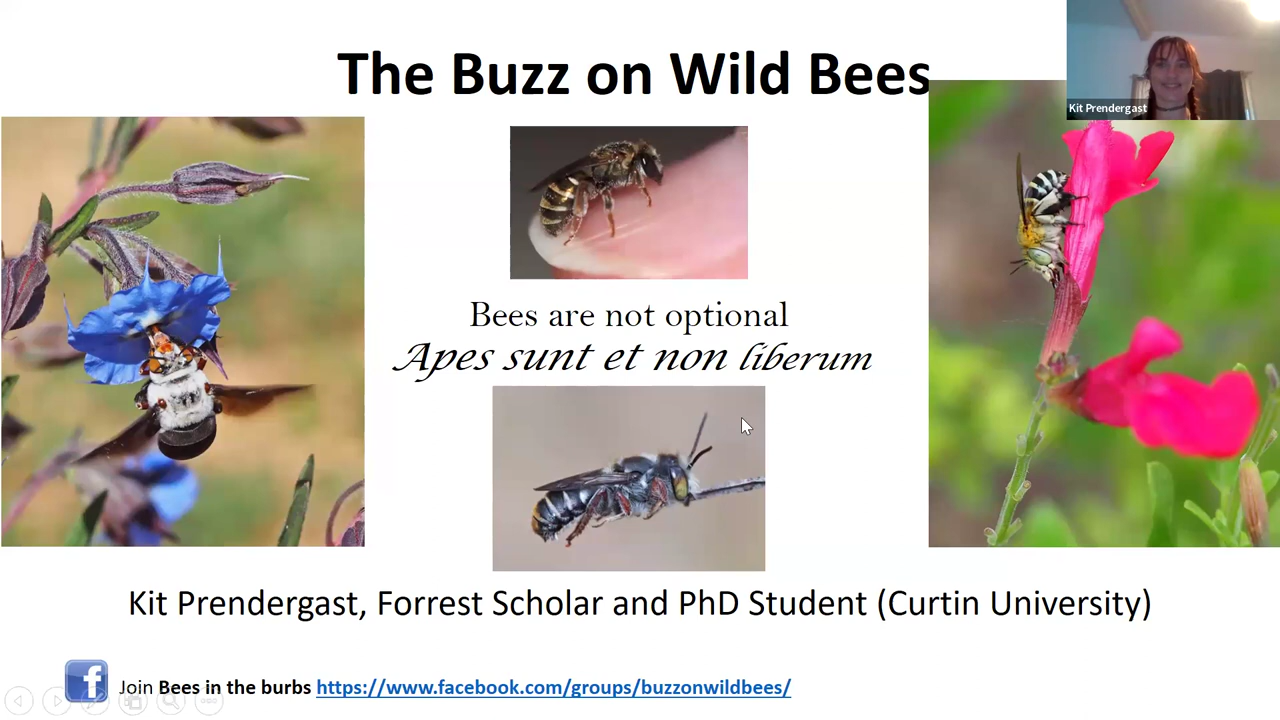 The Buzz on Wild Bees
Kit Prendergast
Bees are not optional
Apes sunt et non liberum
Kit Prendergast, Forrest Scholar and PhD Student (Curtin University)
f Join Bees in the burbs https://www.facebook.com/groups/buzzonwildbees/